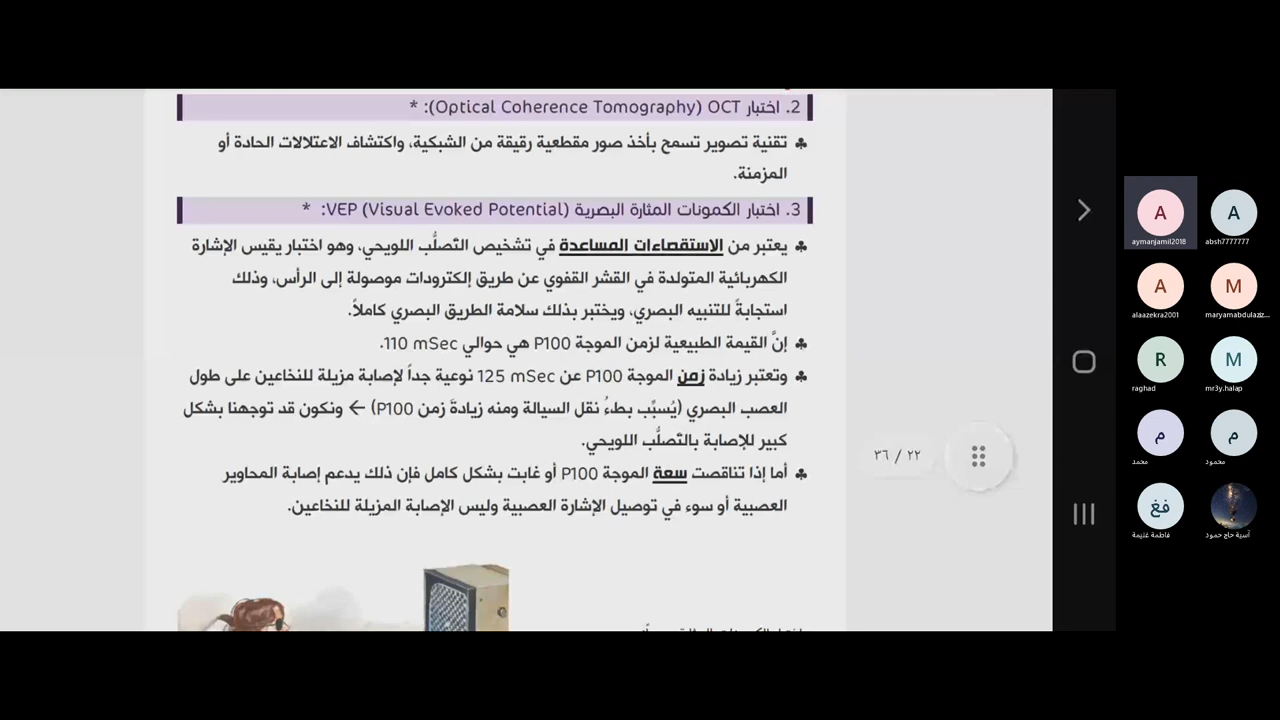 2. اختبار OCT (Optical Coherence Tomography): *
♣ تقنية تصوير تسمح بأخذ صور مقطعية رقيقة من الشبكية، واكتشاف الاعتلالات الحادة أو
المزمنة.
3. اختبار الكمونات المثارة البصرية VEP (Visual Evoked Potential): *
♣ يعتبر من الاستقصاءات المساعدة في تشخيص التَّصلُّب اللويحي، وهو اختبار يقيس الإشارة
الكهربائية المتولدة في القشر القفوي عن طريق إلكترودات موصولة إلى الرأس، وذلك
استجابةً للتنبيه البصري، ويختبر بذلك سلامة الطريق البصري كاملاً.
♣ إنَّ القيمة الطبيعية لزمن الموجة P100 هي حوالي 110 mSec.
♣ وتعتبر زيادة زمن الموجة P100 عن 125 mSec نوعية جداً لإصابة مزيلة للنخاعين على طول
العصب البصري (يُسبِّب بطءُ نقل السيالة ومنه زيادةَ زمن P100) ← ونكون قد توجهنا بشكل
كبير للإصابة بالتَّصلُّب اللويحي.
♣ أما إذا تناقصت سعة الموجة P100 أو غابت بشكل كامل فإن ذلك يدعم إصابة المحاوير
العصبية أو سوء في توصيل الإشارة العصبية وليس الإصابة المزيلة للنخاعين.
٢٢ / ٣٦
A
aymanjamil2018
A
absh7777777
A
alaazekra2001
M
maryamabdulaziz...
R
raghad
M
mr3y.halap
م
محمد
م
محمود
فغ
فاطمة غنيمة
آسية حاج حمود